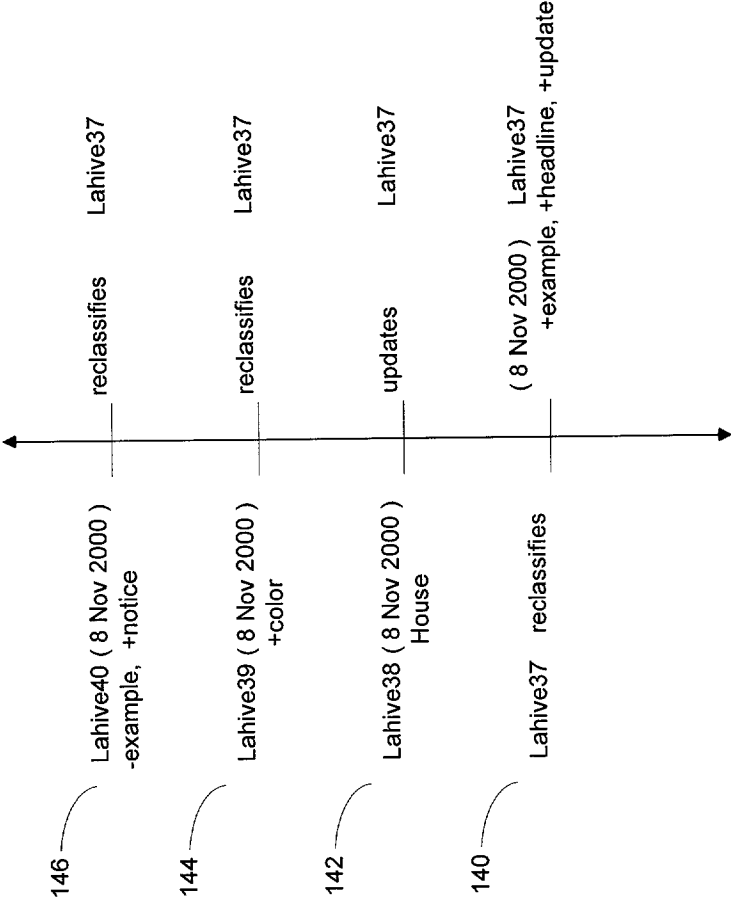 146
Lahive40 ( 8 Nov 2000 ) reclassifies Lahive37
-example, +notice
144
Lahive39 ( 8 Nov 2000 ) reclassifies Lahive37
+color
142
Lahive38 ( 8 Nov 2000 ) updates Lahive37
House
140
Lahive37 reclassifies ( 8 Nov 2000 ) Lahive37
+example, +headline, +update